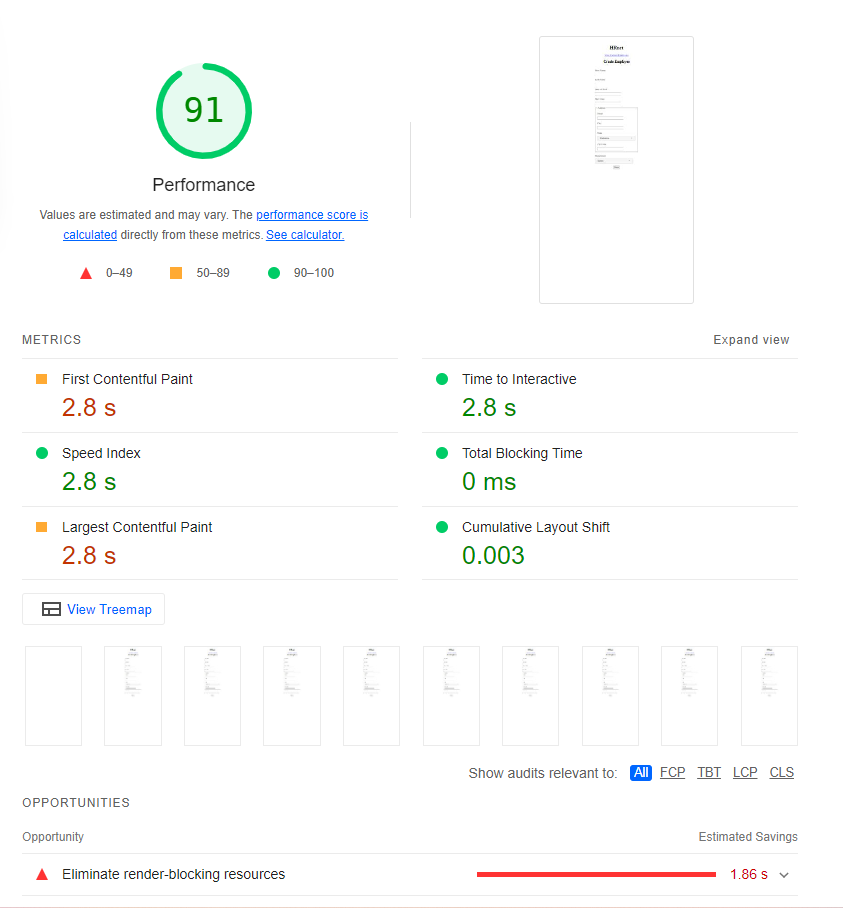 91
Performance
Values are estimated and may vary. The performance score is
calculated directly from these metrics. See calculator.
0–49
50–89
90–100
HRnet
Create Employee
METRICS
Expand view
First Contentful Paint
2.8 s
Time to Interactive
2.8 s
Speed Index
2.8 s
Total Blocking Time
0 ms
Largest Contentful Paint
2.8 s
Cumulative Layout Shift
0.003
View Treemap
Show audits relevant to: All FCP TBT LCP CLS
OPPORTUNITIES
Opportunity
Estimated Savings
Eliminate render-blocking resources
1.86 s